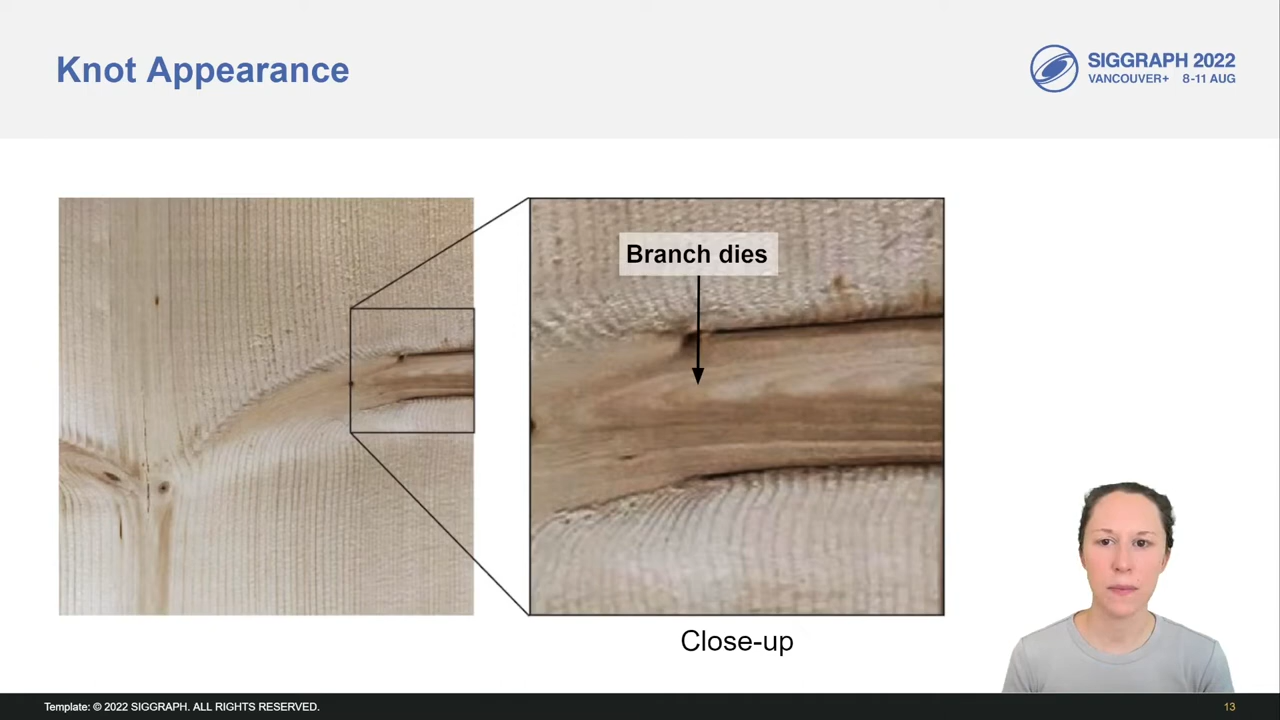 Knot Appearance
SIGGRAPH 2022
VANCOUVER+ 8-11 AUG
Branch dies
Close-up
Template: © 2022 SIGGRAPH. ALL RIGHTS RESERVED.
13